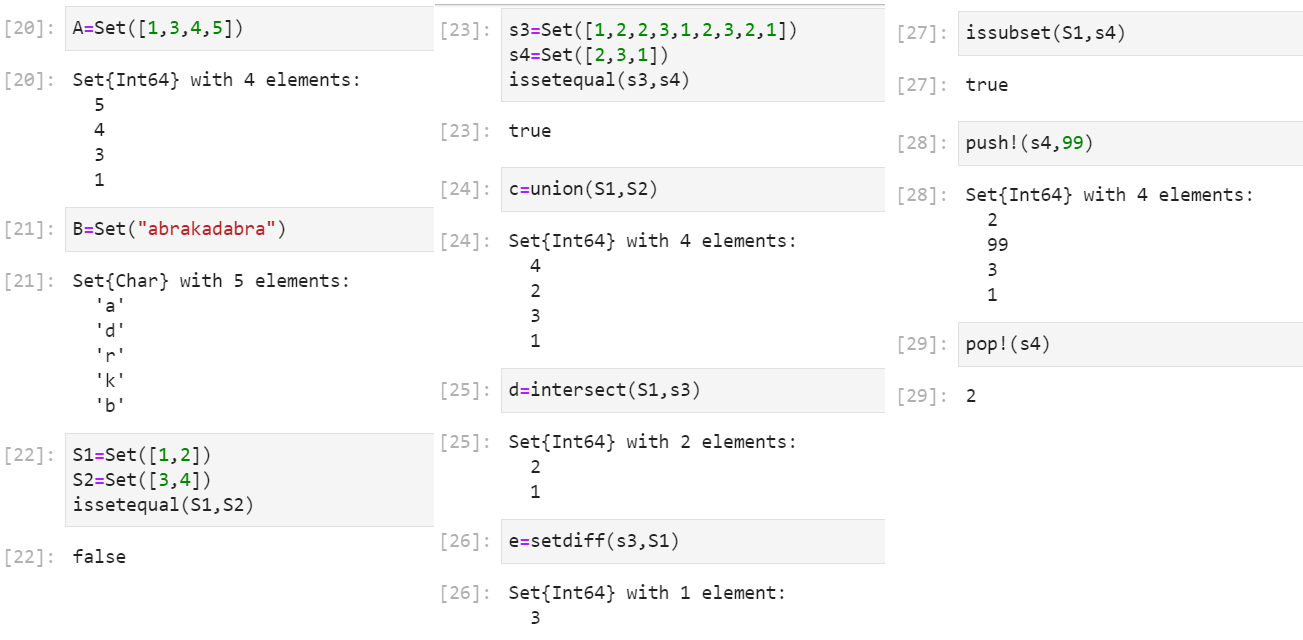 [20]: A=Set([1,3,4,5])
[20]: Set{Int64} with 4 elements:
5
4
3
1
[21]: B=Set("abrakadabra")
[21]: Set{Char} with 5 elements:
'a'
'd'
'r'
'k'
'b'
[22]: S1=Set([1,2])
S2=Set([3,4])
issetequal(S1,S2)
[22]: false
[23]: s3=Set([1,2,2,3,1,2,3,2,1])
s4=Set([2,3,1])
issetequal(s3,s4)
[23]: true
[24]: c=union(S1,S2)
[24]: Set{Int64} with 4 elements:
4
2
3
1
[25]: d=intersect(S1,s3)
[25]: Set{Int64} with 2 elements:
2
1
[26]: e=setdiff(s3,S1)
[26]: Set{Int64} with 1 element:
3
[27]: issubset(S1,s4)
[27]: true
[28]: push!(s4,99)
[28]: Set{Int64} with 4 elements:
2
99
3
1
[29]: pop!(s4)
[29]: 2